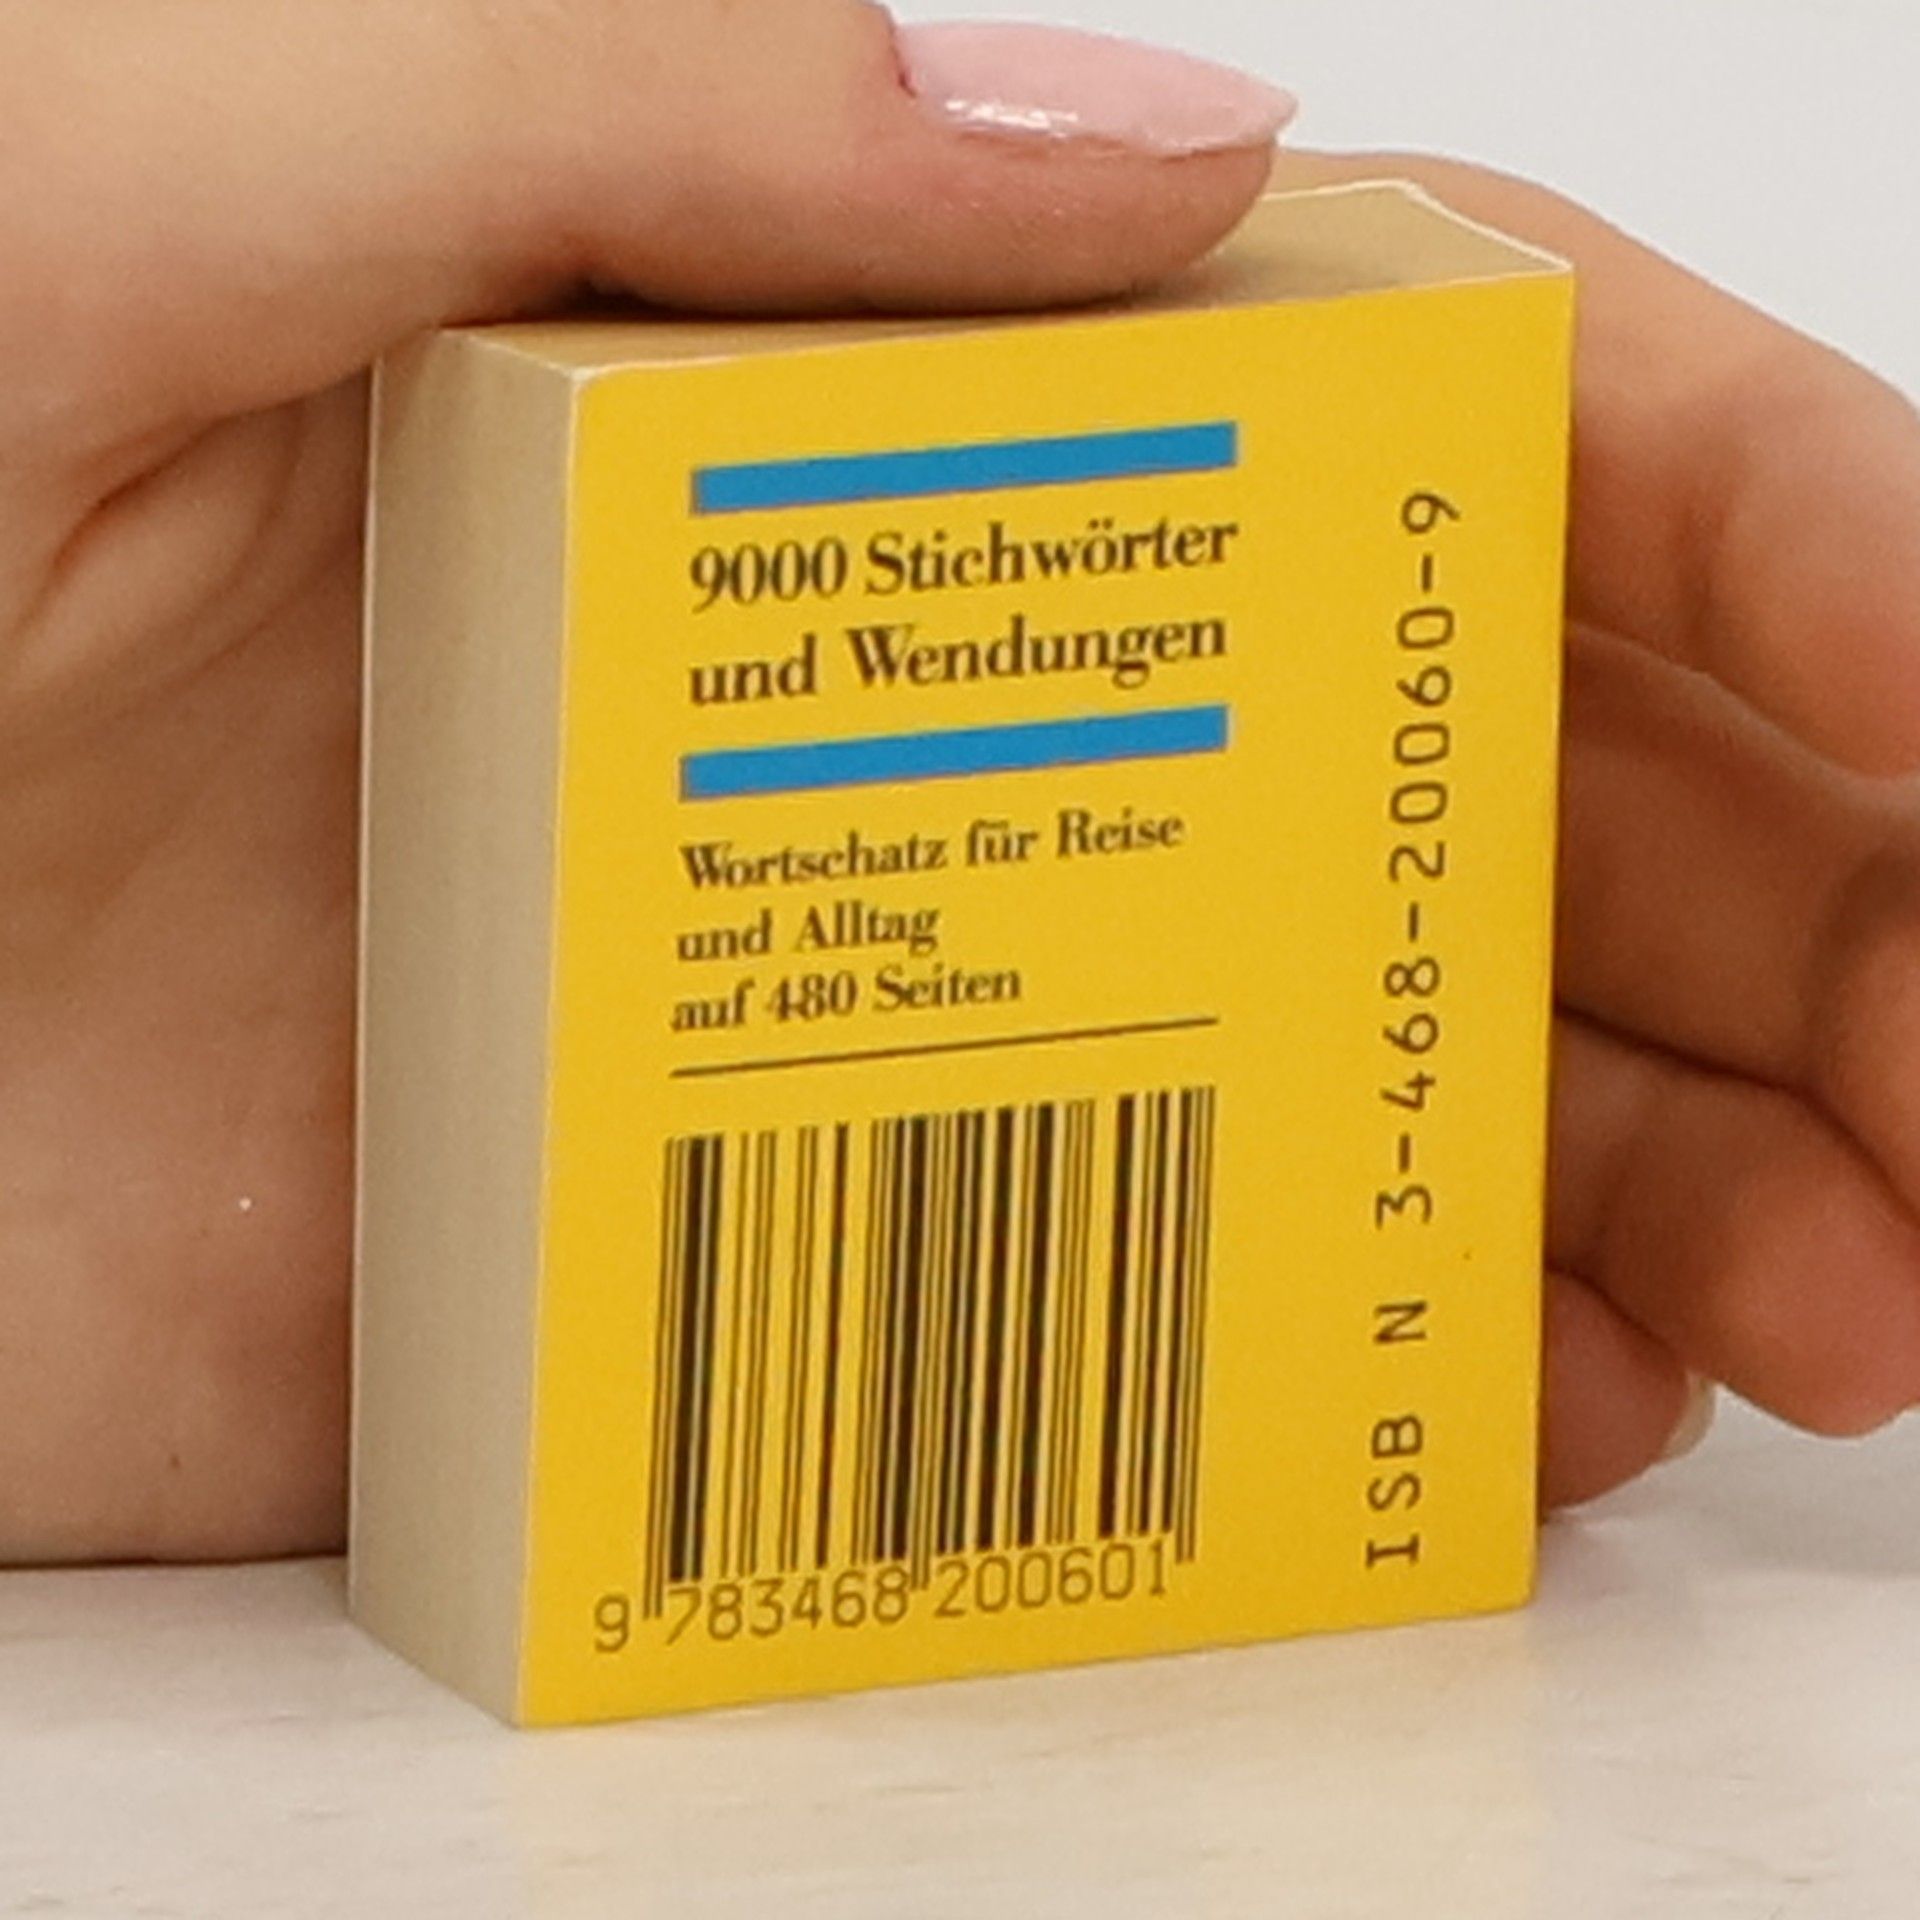 9000 Stichwörter
und Wendungen
Wortschatz für Reise
und Alltag
auf 480 Seiten
9 783468 200601
ISB N 3-468-20060-9